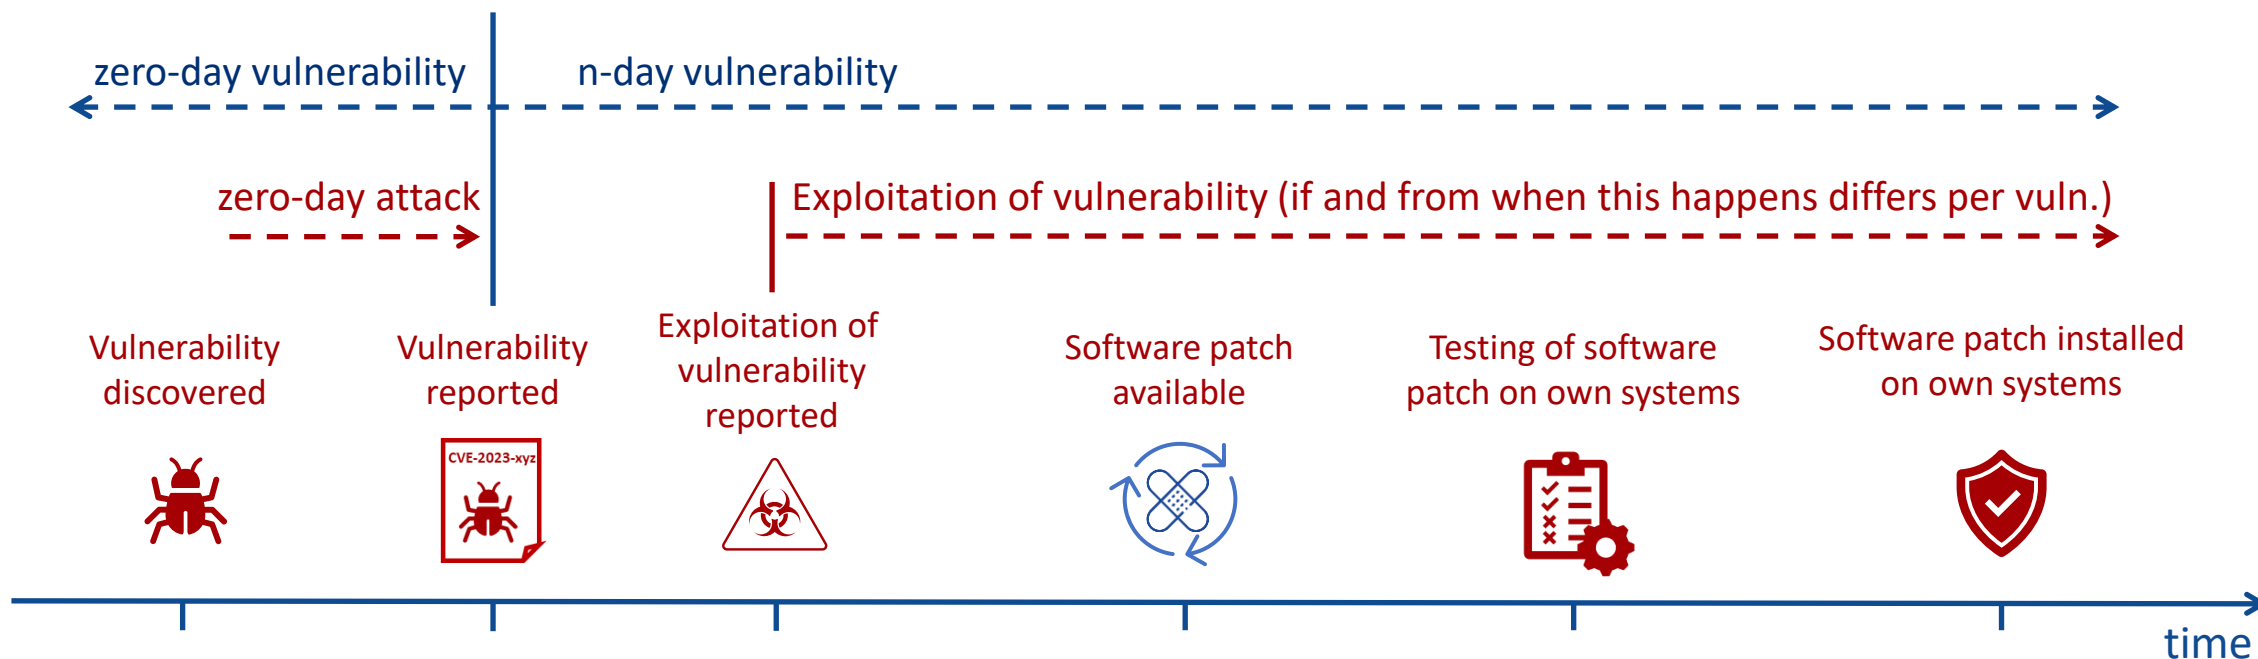 zero-day vulnerability
n-day vulnerability
zero-day attack
Exploitation of vulnerability (if and from when this happens differs per vuln.)
Vulnerability
discovered
Vulnerability
reported
Exploitation of
vulnerability
reported
Software patch
available
Testing of software
patch on own systems
Software patch installed
on own systems
CVE-2023-xyz
time